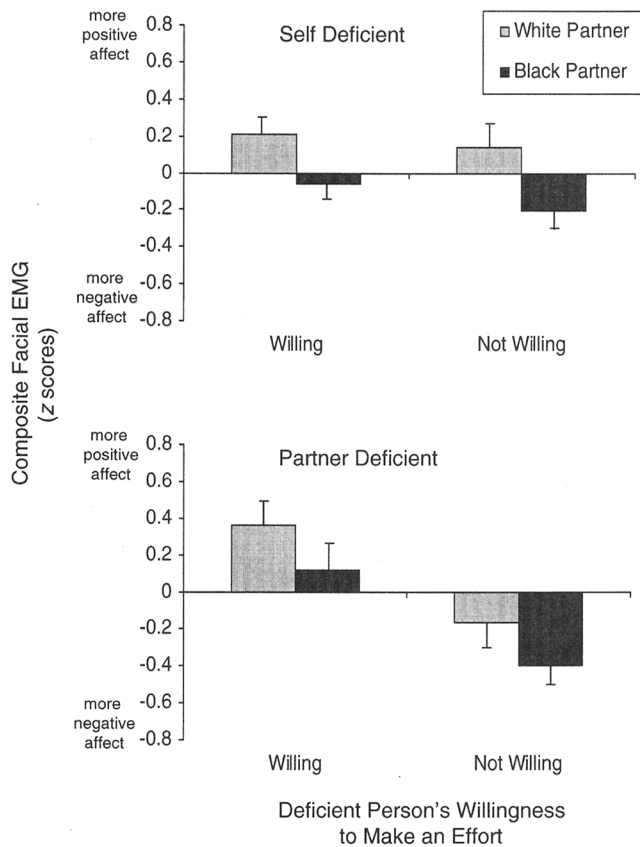 more
positive
affect
0.8
0.6
0.4
0.2
0
-0.2
-0.4
-0.6
-0.8
more
negative
affect
Self Deficient
White Partner
Black Partner
Willing
Not Willing
Composite Facial EMG
(z scores)
more
positive
affect
0.8
0.6
0.4
0.2
0
-0.2
-0.4
-0.6
-0.8
more
negative
affect
Partner Deficient
Willing
Not Willing
Deficient Person's Willingness
to Make an Effort